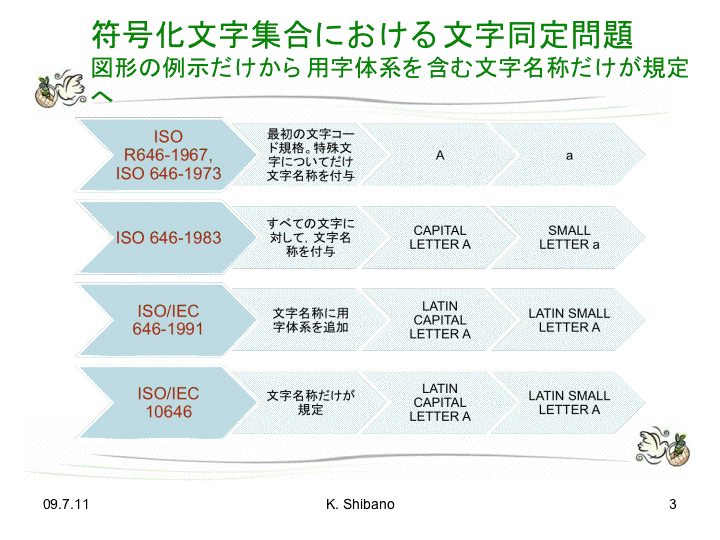 符号化文字集合における文字同定問題
図形の例示だけから用字体系を含む文字名称だけが規定
へ
ISO
R646-1967,
ISO 646-1973
最初の文字コー
ド規格。特殊文
字についてだけ
文字名称を付与
A
a
ISO 646-1983
すべての文字に
対して，文字名
称を付与
CAPITAL
LETTER A
SMALL
LETTER a
ISO/IEC
646-1991
文字名称に用
字体系を追加
LATIN
CAPITAL
LETTER A
LATIN SMALL
LETTER A
ISO/IEC
10646
文字名称だけが
規定
LATIN
CAPITAL
LETTER A
LATIN SMALL
LETTER A
09.7.11
K. Shibano
3